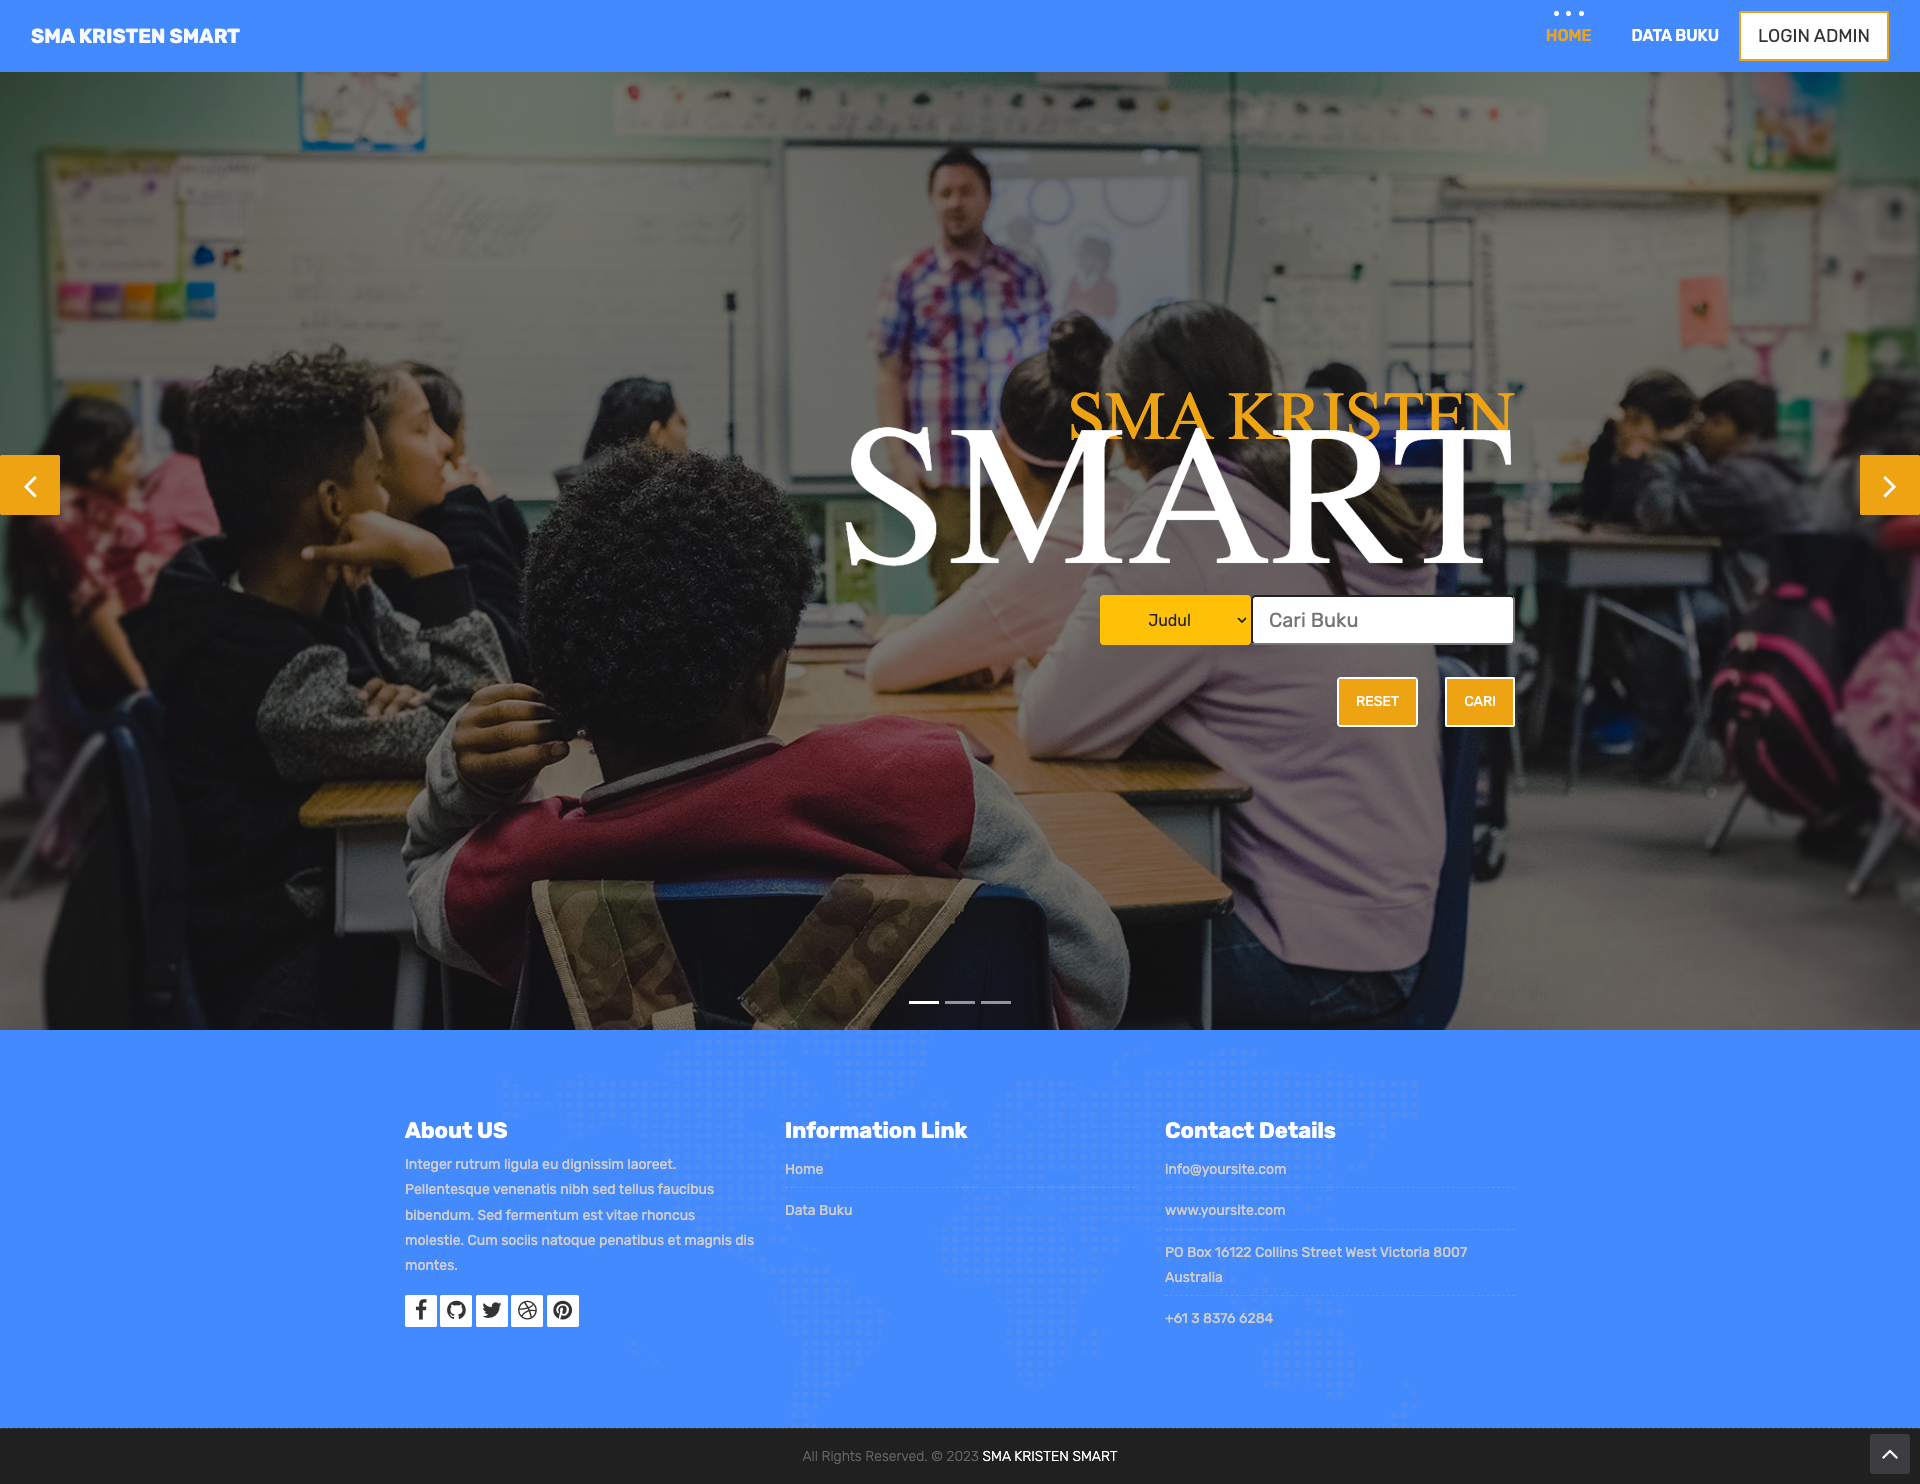 SMA KRISTEN SMART
HOME
DATA BUKU
LOGIN ADMIN
SMA KRISTEN
SMART
Judul
Cari Buku
RESET
CARI
About US
Integer rutrum ligula eu dignissim laoreet.
Pellentesque venenatis nibh sed tellus faucibus
bibendum. Sed fermentum est vitae rhoncus
molestie. Cum sociis natoque penatibus et magnis dis
montes.
Information Link
Home
Data Buku
Contact Details
info@yoursite.com
www.yoursite.com
PO Box 16122 Collins Street West Victoria 8007
Australia
+61 3 8376 6284
All Rights Reserved. © 2023 SMA KRISTEN SMART